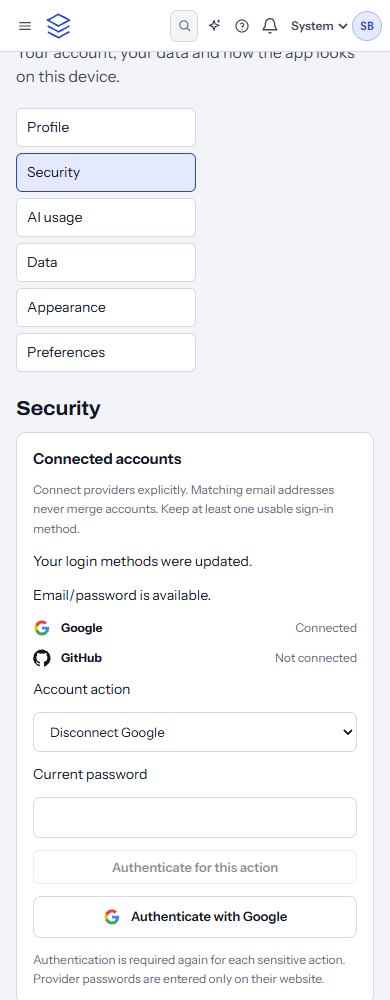 System
SB
Your account, your data and how the app looks
on this device.
Profile
Security
AI usage
Data
Appearance
Preferences
Security
Connected accounts
Connect providers explicitly. Matching email addresses
never merge accounts. Keep at least one usable sign-in
method.
Your login methods were updated.
Email/password is available.
Google Connected
GitHub Not connected
Account action
Disconnect Google
Current password
Authenticate for this action
Authenticate with Google
Authentication is required again for each sensitive action.
Provider passwords are entered only on their website.